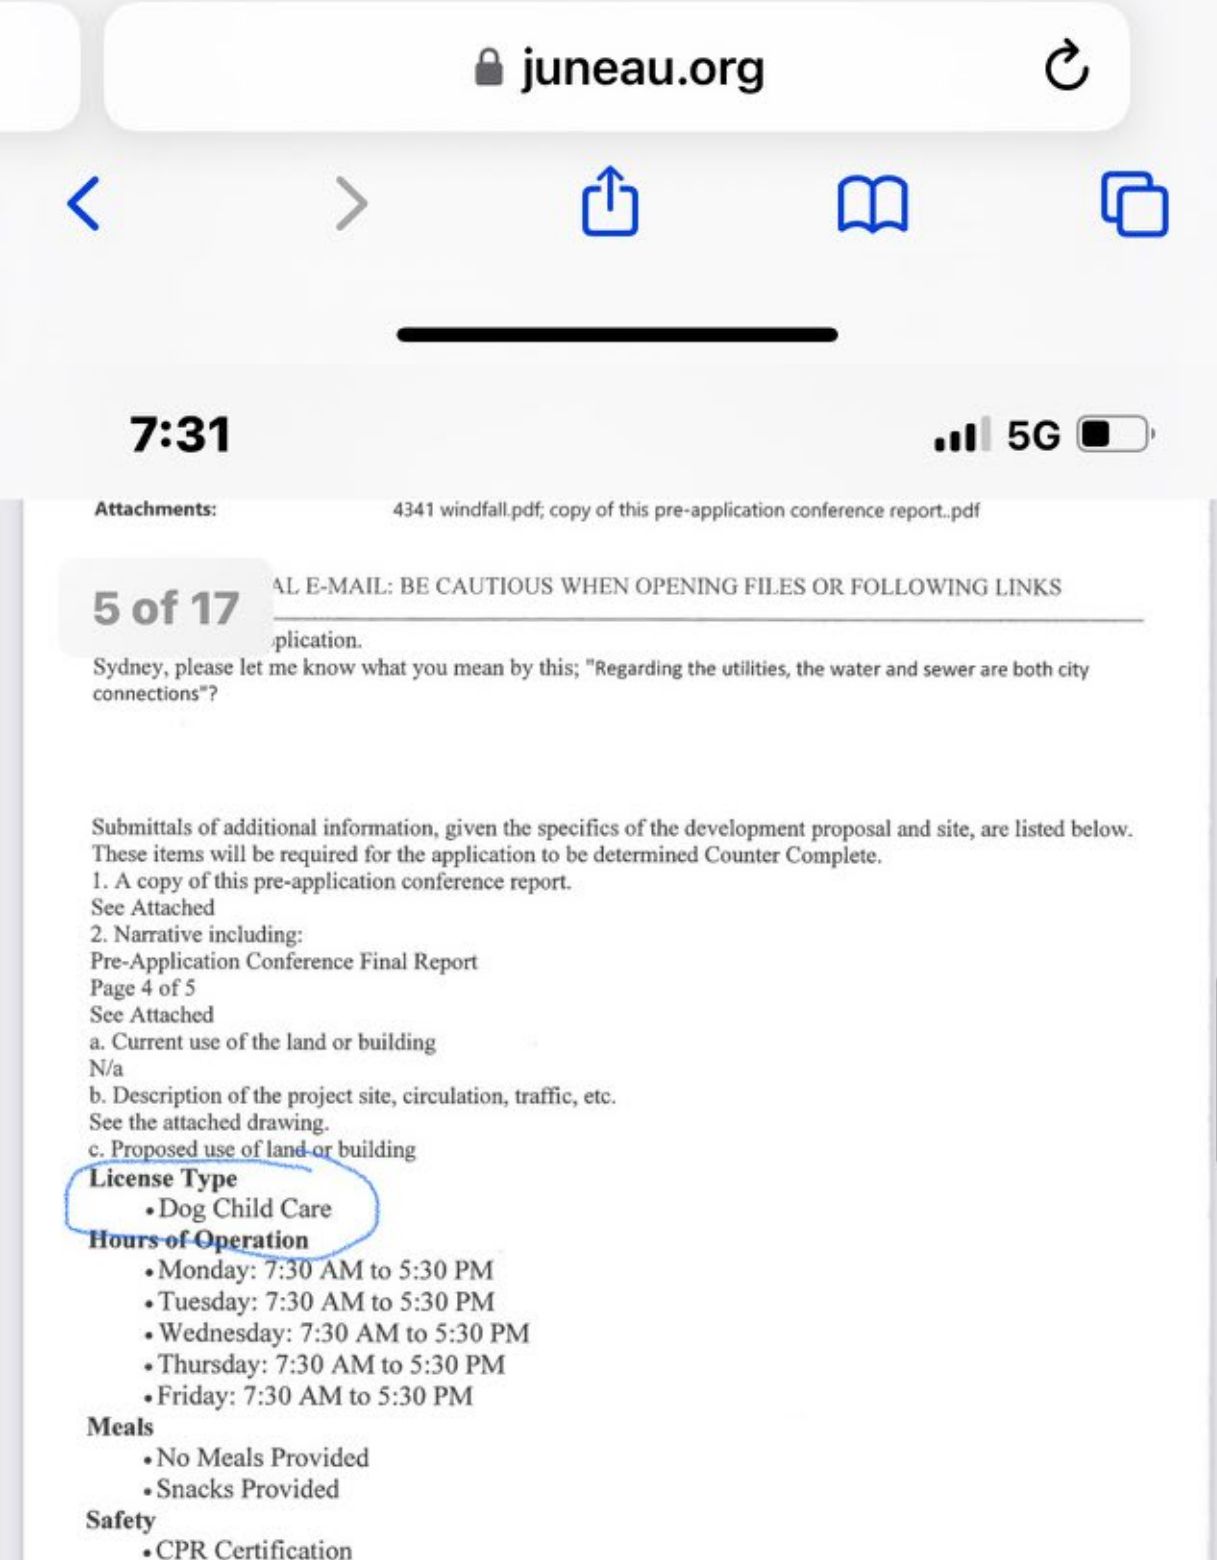 juneau.org
7:31
5G
Attachments: 4341 windfall.pdf; copy of this pre-application conference report..pdf
AL E-MAIL: BE CAUTIOUS WHEN OPENING FILES OR FOLLOWING LINKS
5 of 17
plication.
Sydney, please let me know what you mean by this; "Regarding the utilities, the water and sewer are both city
connections"?
Submittals of additional information, given the specifics of the development proposal and site, are listed below.
These items will be required for the application to be determined Counter Complete.
1. A copy of this pre-application conference report.
See Attached
2. Narrative including:
Pre-Application Conference Final Report
Page 4 of 5
See Attached
a. Current use of the land or building
N/a
b. Description of the project site, circulation, traffic, etc.
See the attached drawing.
c. Proposed use of land or building
License Type
• Dog Child Care
Hours of Operation
• Monday: 7:30 AM to 5:30 PM
• Tuesday: 7:30 AM to 5:30 PM
• Wednesday: 7:30 AM to 5:30 PM
• Thursday: 7:30 AM to 5:30 PM
• Friday: 7:30 AM to 5:30 PM
Meals
• No Meals Provided
• Snacks Provided
Safety
• CPR Certification